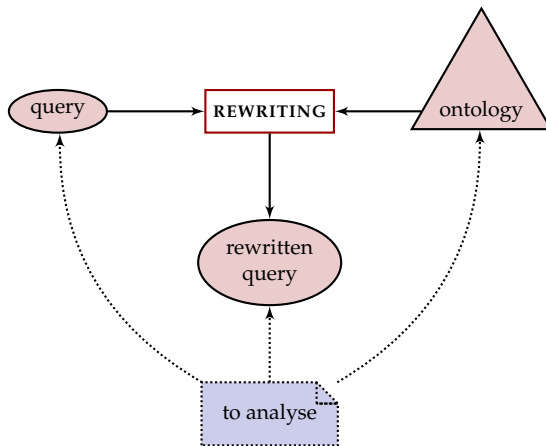 query
REWRITING
ontology
rewritten
query
to analyse